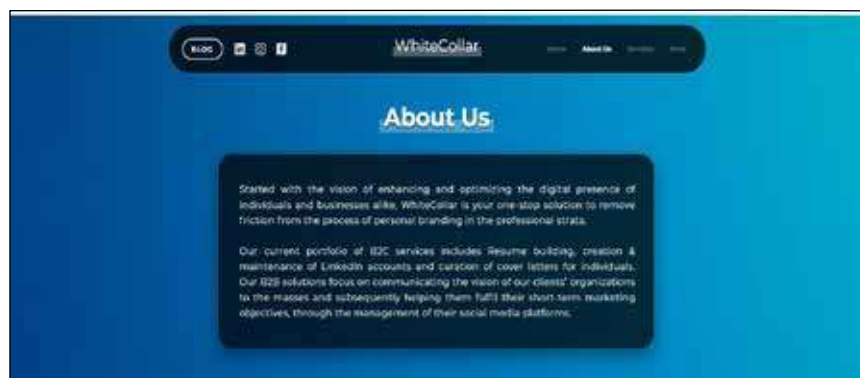 BLOG
WhiteCollar
Home About Us Services
About Us
Started with the vision of enhancing and optimizing the digital presence of
individuals and businesses alike, WhiteCollar is your one-stop solution to remove
friction from the process of personal branding in the professional strata.
Our current portfolio of B2C services includes Resume building, creation &
maintenance of LinkedIn accounts and curation of cover letters for individuals.
Our B2B solutions focus on communicating the vision of our clients' organizations
to the masses and subsequently helping them fulfil their short-term marketing
objectives, through the management of their social media platforms.